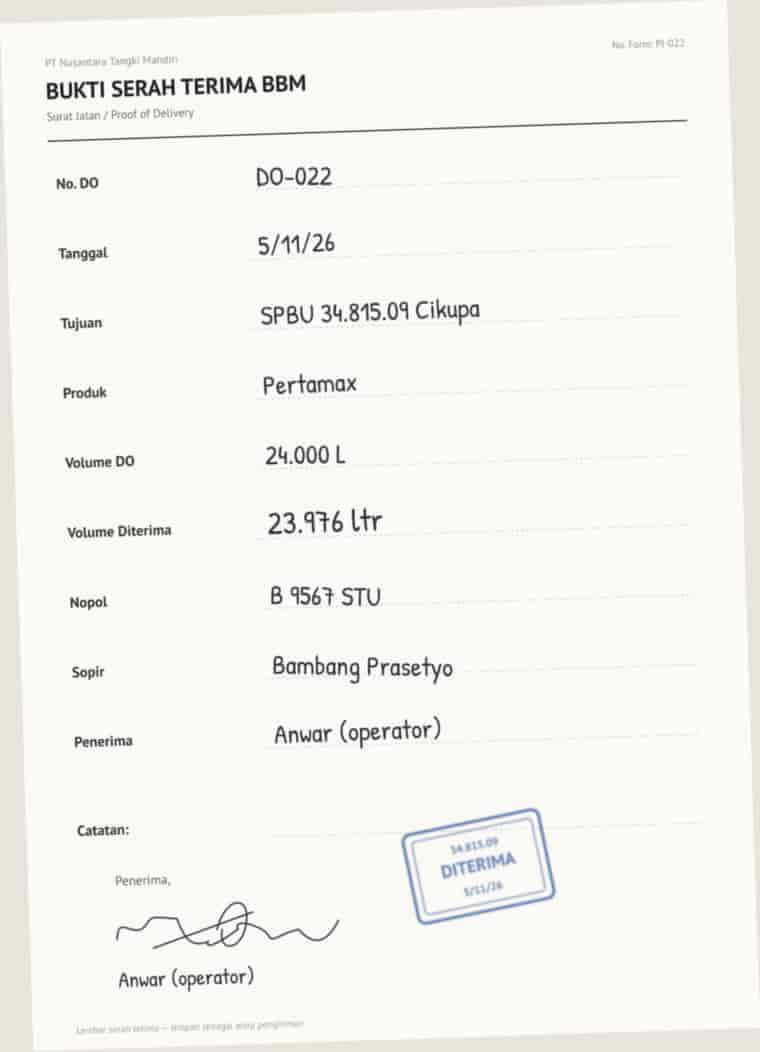 PT Nusantara Tangki Mandiri
No. Form: PJ-022
BUKTI SERAH TERIMA BBM
Surat Jalan / Proof of Delivery
No. DO DO-022
Tanggal 5/11/26
Tujuan SPBU 34.815.09 Cikupa
Produk Pertamax
Volume DO 24.000 L
Volume Diterima 23.976 ltr
Nopol B 9567 STU
Sopir Bambang Prasetyo
Penerima Anwar (operator)
Catatan:
34.815.09
DITERIMA
5/11/26
Penerima,
Anwar (operator)
Lembar serah terima — simpan sebagai arsip pengiriman